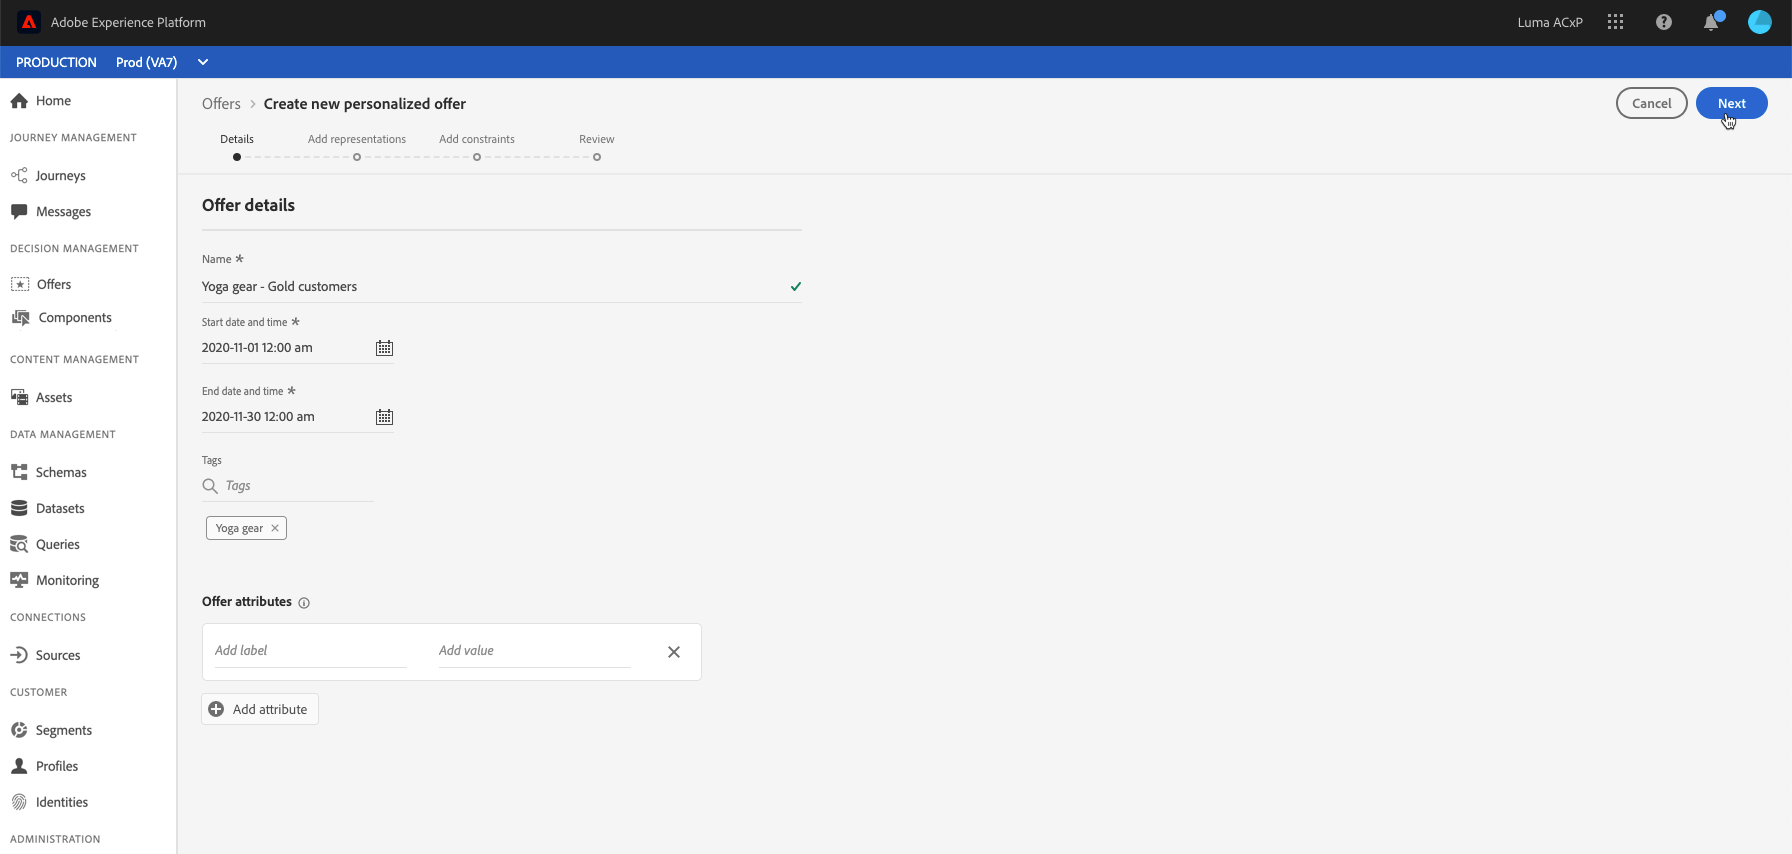 Adobe Experience Platform
Luma ACxP
PRODUCTION Prod (VA7)
Home
JOURNEY MANAGEMENT
Journeys
Messages
DECISION MANAGEMENT
Offers
Components
CONTENT MANAGEMENT
Assets
DATA MANAGEMENT
Schemas
Datasets
Queries
Monitoring
CONNECTIONS
Sources
CUSTOMER
Segments
Profiles
Identities
ADMINISTRATION
Offers > Create new personalized offer
Cancel
Next
Details
Add representations
Add constraints
Review
Offer details
Name *
Yoga gear - Gold customers
Start date and time *
2020-11-01 12:00 am
End date and time *
2020-11-30 12:00 am
Tags
Tags
Yoga gear
Offer attributes
Add label
Add value
Add attribute